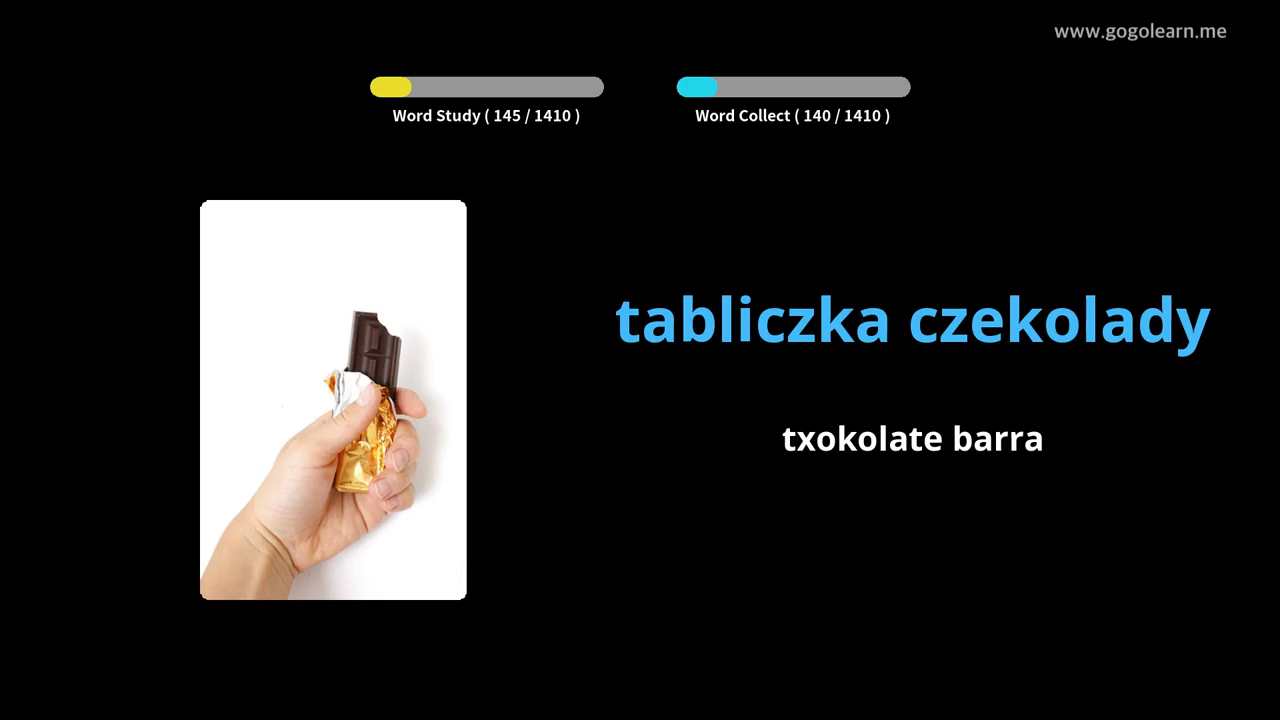 www.gogolearn.me
Word Study ( 145 / 1410 )
Word Collect ( 140 / 1410 )
tabliczka czekolady
txokolate barra